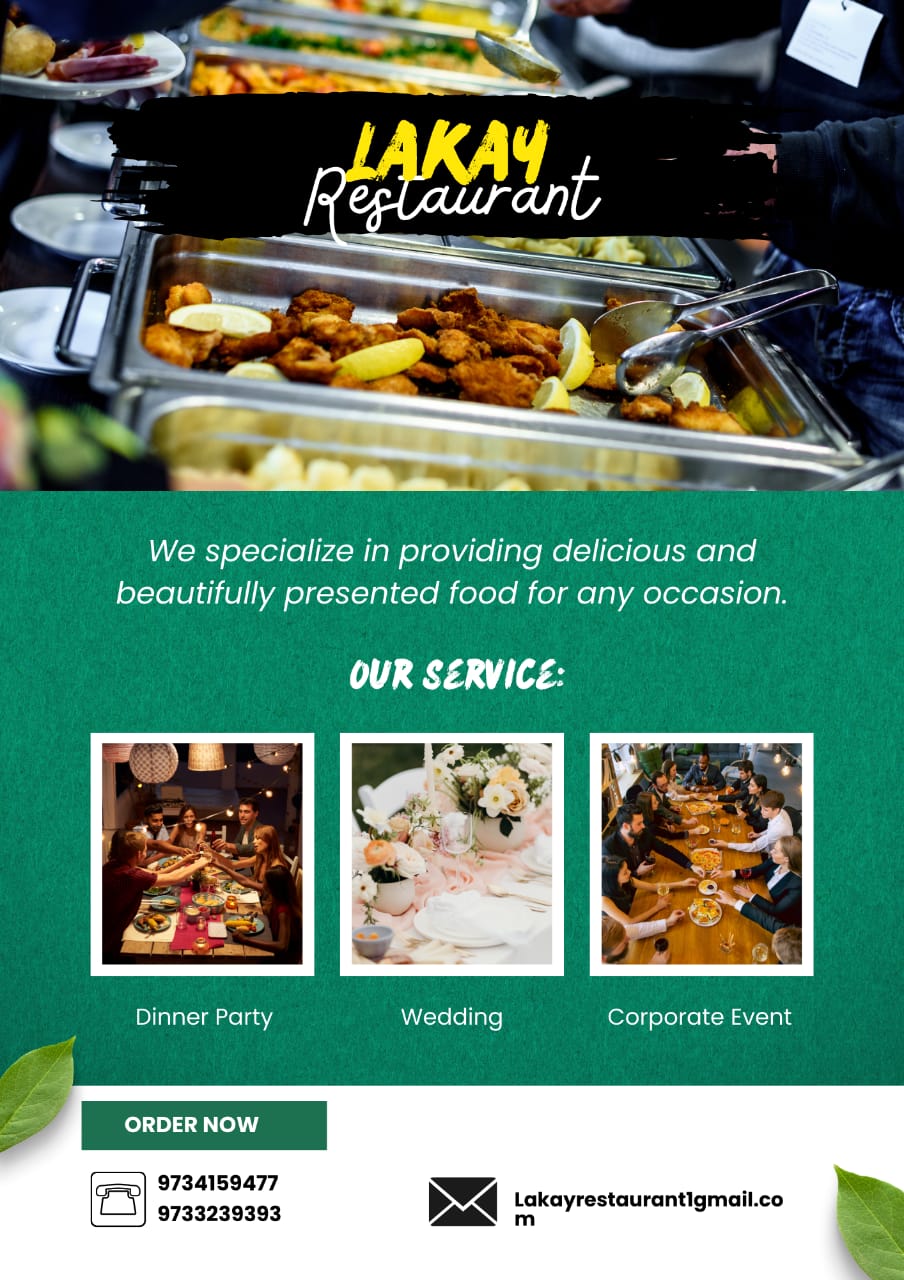 LAKAY
Restaurant
We specialize in providing delicious and
beautifully presented food for any occasion.
OUR SERVICE:
Dinner Party
Wedding
Corporate Event
ORDER NOW
9734159477
9733239393
Lakayrestaurant1gmail.co
m